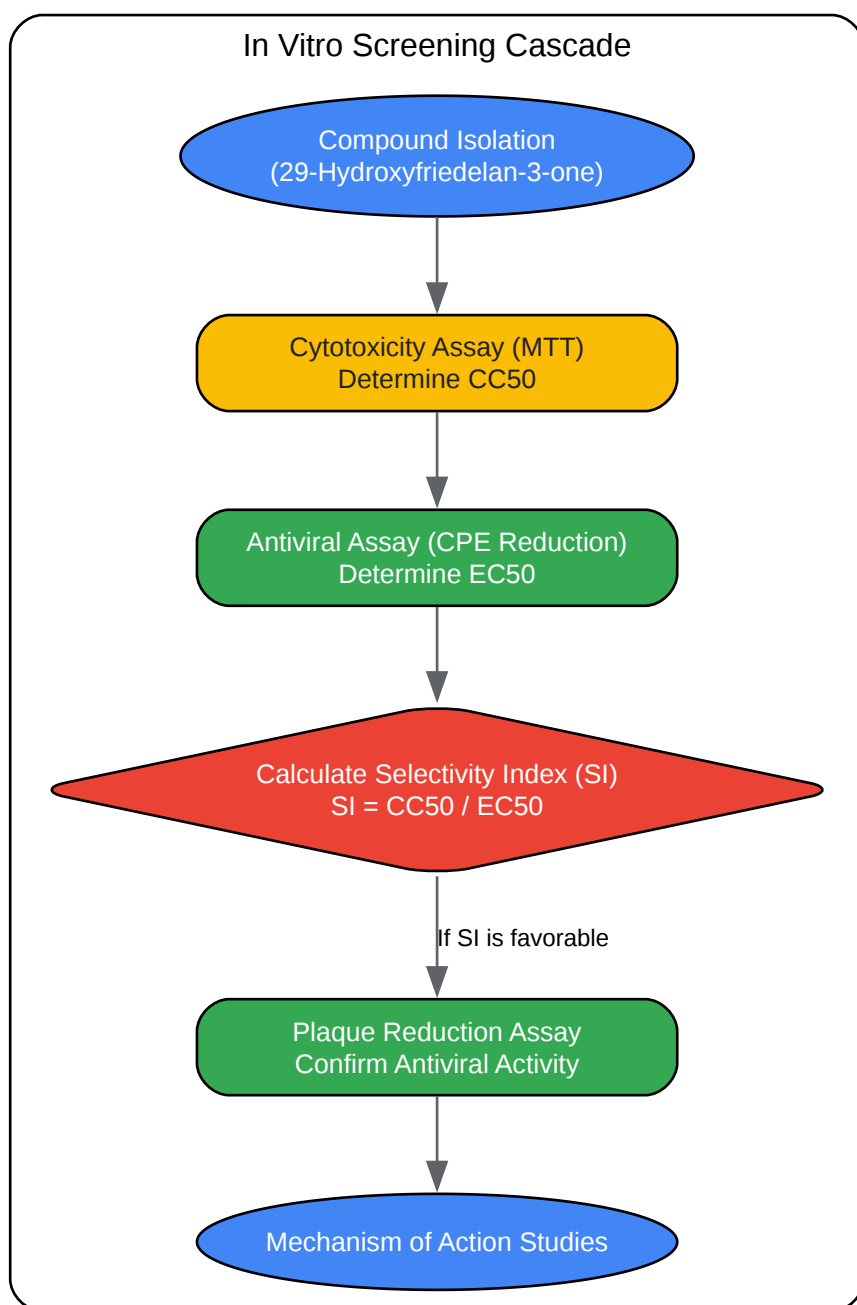 In Vitro Screening Cascade
Compound Isolation
(29-Hydroxyfriedelan-3-one)
Cytotoxicity Assay (MTT)
Determine CC50
Antiviral Assay (CPE Reduction)
Determine EC50
Calculate Selectivity Index (SI)
SI = CC50 / EC50
If SI is favorable
Plaque Reduction Assay
Confirm Antiviral Activity
Mechanism of Action Studies